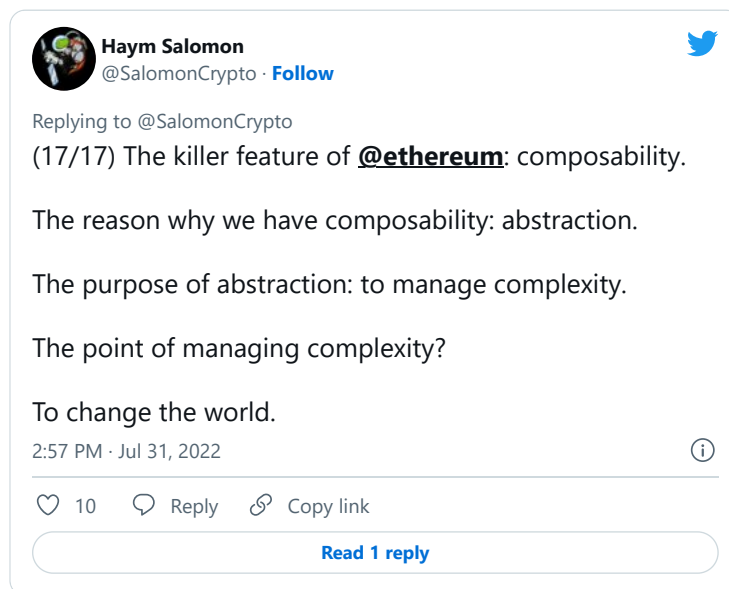 Haym Salomon
@SalomonCrypto · Follow
Replying to @SalomonCrypto
(17/17) The killer feature of @ethereum: composability.
The reason why we have composability: abstraction.
The purpose of abstraction: to manage complexity.
The point of managing complexity?
To change the world.
2:57 PM · Jul 31, 2022
10 Reply Copy link
Read 1 reply